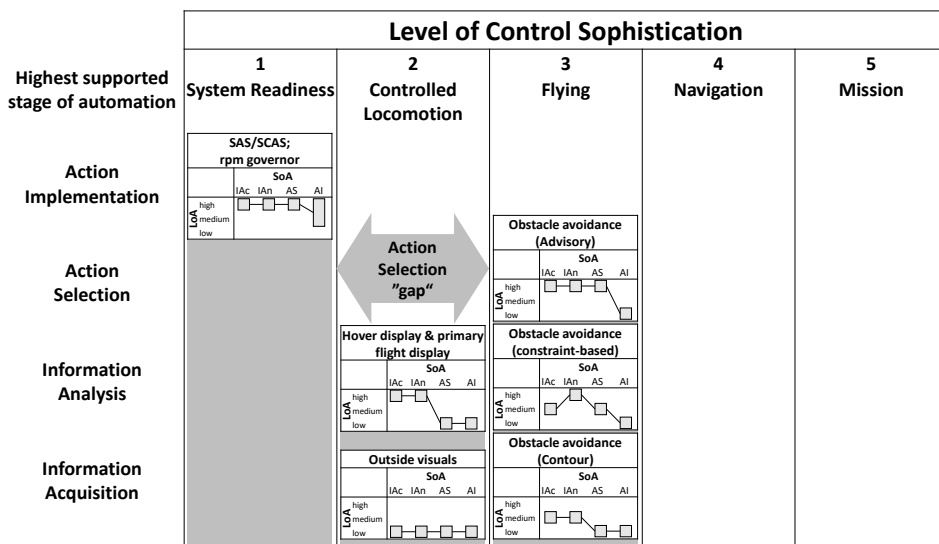 Level of Control Sophistication
Highest supported
stage of automation
1
System Readiness
2
Controlled
Locomotion
3
Flying
4
Navigation
5
Mission
Action
Implementation
SAS/SCAS;
rpm governor
SoA
IAc IAn AS AI
LoA
high
medium
low
Action
Selection
Action
Selection
"gap“
Obstacle avoidance
(Advisory)
SoA
IAc IAn AS AI
LoA
high
medium
low
Information
Analysis
Hover display & primary
flight display
SoA
IAc IAn AS AI
LoA
high
medium
low
Obstacle avoidance
(constraint-based)
SoA
IAc IAn AS AI
LoA
high
medium
low
Information
Acquisition
Outside visuals
SoA
IAc IAn AS AI
LoA
high
medium
low
Obstacle avoidance
(Contour)
SoA
IAc IAn AS AI
LoA
high
medium
low